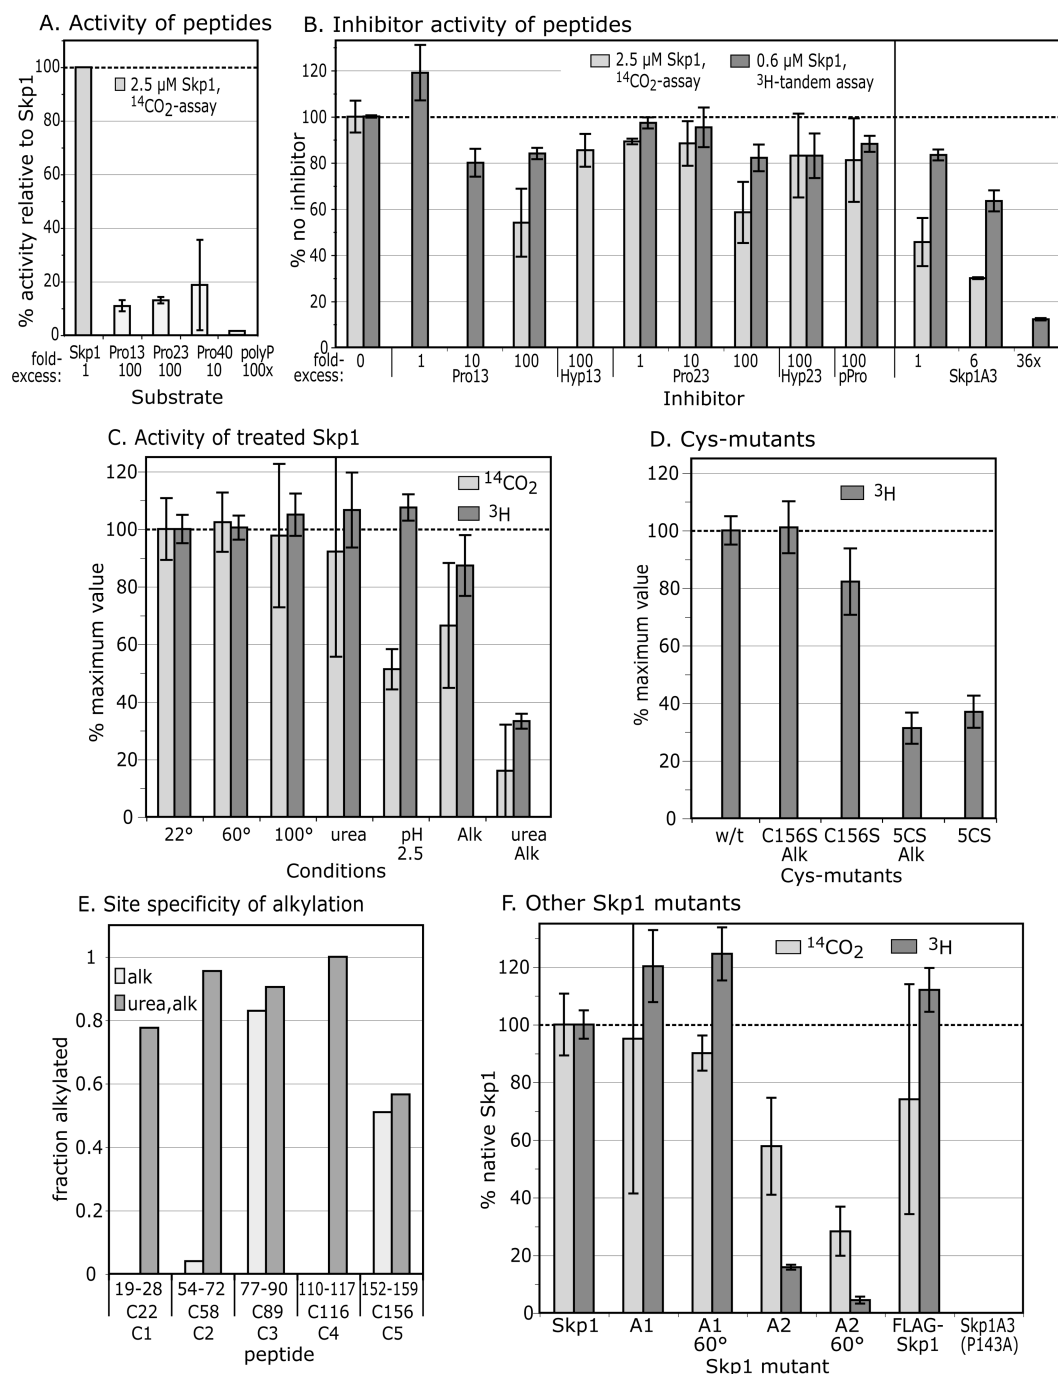 A. Activity of peptides
% activity relative to Skp1
100
80
60
40
20
0
2.5 µM Skp1,
¹⁴CO₂-assay
Skp1 Pro13 Pro23 Pro40 polyP
fold- excess: 1 100 100 10 100x
Substrate
B. Inhibitor activity of peptides
% no inhibitor
120
100
80
60
40
20
0
2.5 µM Skp1,
¹⁴CO₂-assay
0.6 µM Skp1,
³H-tandem assay
fold- excess: 0 1 10 100 100 1 10 100 100 100 1 6 36x
Pro13 Hyp13 Pro23 Hyp23 pPro Skp1A3
Inhibitor
C. Activity of treated Skp1
% maximum value
120
100
80
60
40
20
0
¹⁴CO₂
³H
22° 60° 100° urea pH Alk urea
2.5 Alk
Conditions
D. Cys-mutants
% maximum value
120
100
80
60
40
20
0
³H
w/t C156S C156S 5CS 5CS
Alk Alk
Cys-mutants
E. Site specificity of alkylation
fraction alkylated
1
0.8
0.6
0.4
0.2
0
alk
urea,alk
19-28 54-72 77-90 110-117 152-159
C22 C58 C89 C116 C156
C1 C2 C3 C4 C5
peptide
F. Other Skp1 mutants
% native Skp1
120
100
80
60
40
20
0
¹⁴CO₂
³H
Skp1 A1 A1 A2 A2 FLAG- Skp1A3
60° 60° Skp1 (P143A)
Skp1 mutant